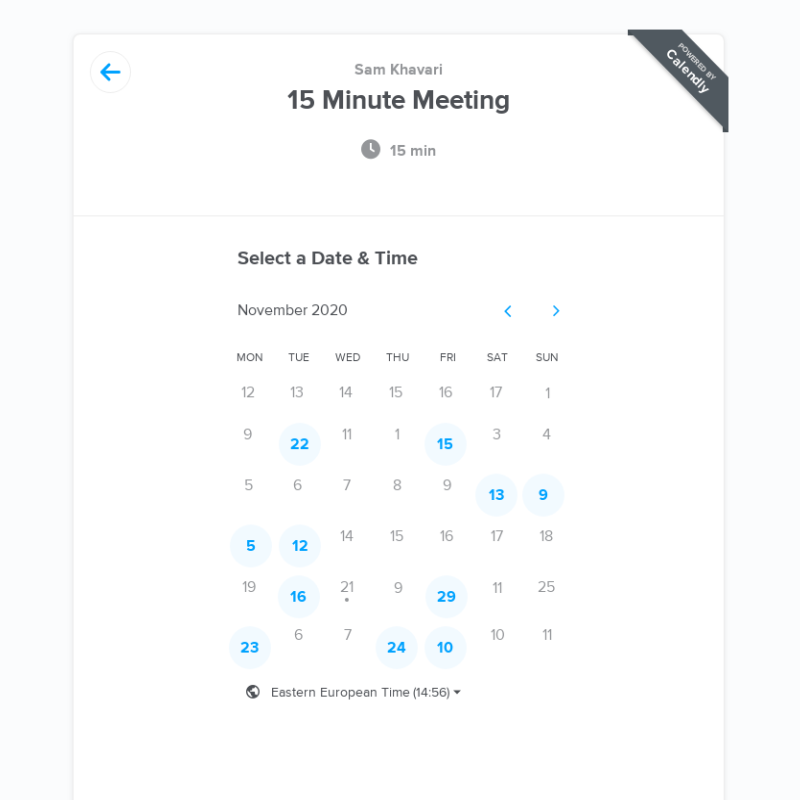 POWERED BY
Calendly
Sam Khavari
15 Minute Meeting
15 min
Select a Date & Time
November 2020
MON TUE WED THU FRI SAT SUN
12 13 14 15 16 17 1
9 22 11 1 15 3 4
5 6 7 8 9 13 9
5 12 14 15 16 17 18
19 16 21 9 29 11 25
23 6 7 24 10 10 11
Eastern European Time (14:56)